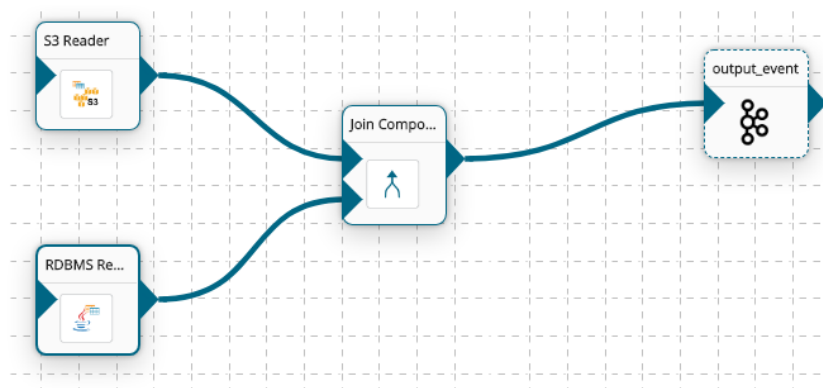 S3 Reader
S3
output_event
Join Compo...
RDBMS Re...